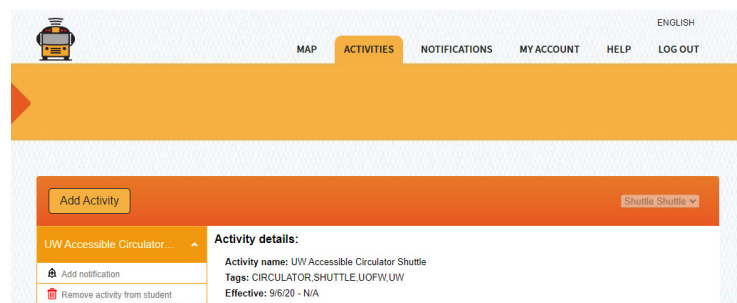 ENGLISH
MAP ACTIVITIES NOTIFICATIONS MY ACCOUNT HELP LOG OUT
Add Activity
Shuttle Shuttle
UW Accessible Circulator...
Add notification
Remove activity from student
Activity details:
Activity name: UW Accessible Circulator Shuttle
Tags: CIRCULATOR,SHUTTLE,UOFW,UW
Effective: 9/6/20 - N/A